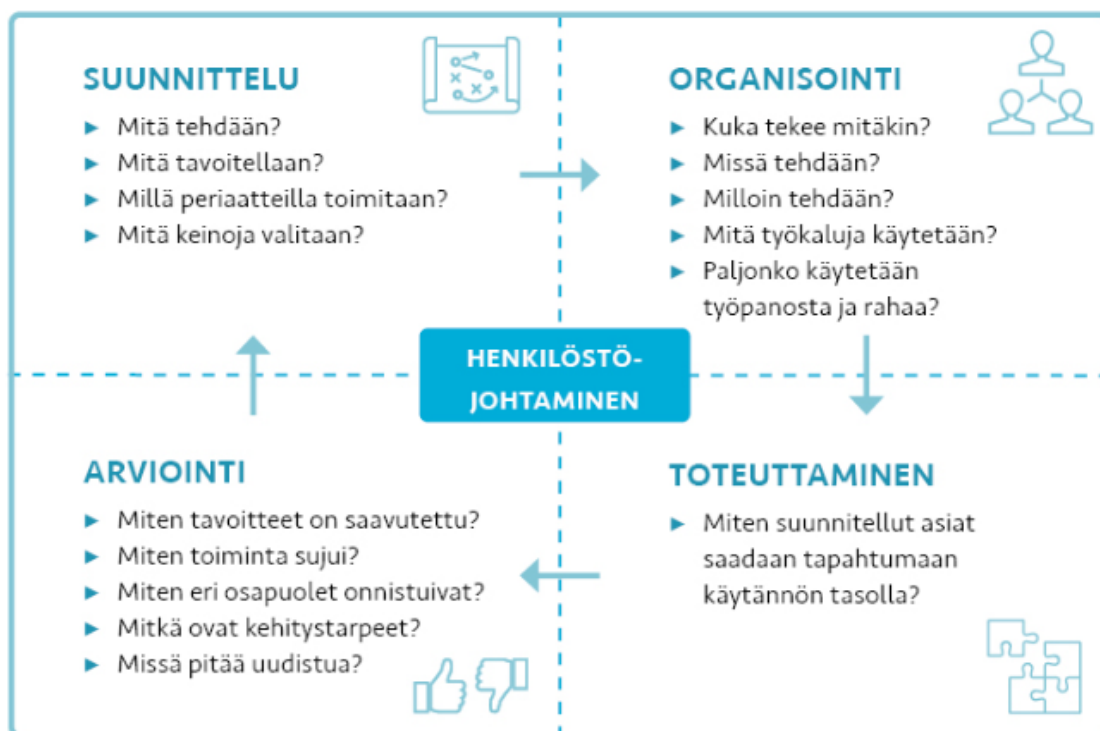 SUUNNITTELU
► Mitä tehdään?
► Mitä tavoitellaan?
► Millä periaatteilla toimitaan?
► Mitä keinoja valitaan?
ORGANISOINTI
► Kuka tekee mitäkin?
► Missä tehdään?
► Milloin tehdään?
► Mitä työkaluja käytetään?
► Paljonko käytetään
työpanosta ja rahaa?
HENKILÖSTÖ-
JOHTAMINEN
ARVIOINTI
► Miten tavoitteet on saavutettu?
► Miten toiminta sujui?
► Miten eri osapuolet onnistuivat?
► Mitkä ovat kehitystarpeet?
► Missä pitää uudistua?
TOTEUTTAMINEN
► Miten suunnitellut asiat
saadaan tapahtumaan
käytännön tasolla?